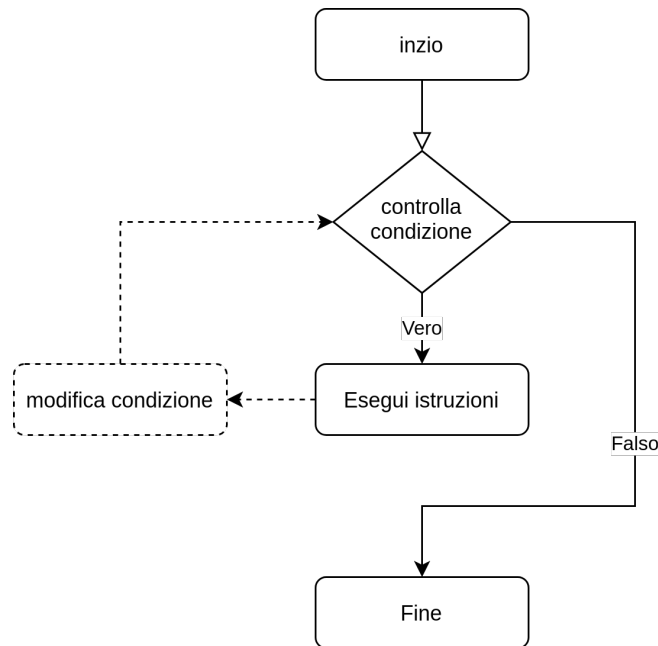 inzio
controlla
condizione
Vero
modifica condizione
Esegui istruzioni
Falso
Fine